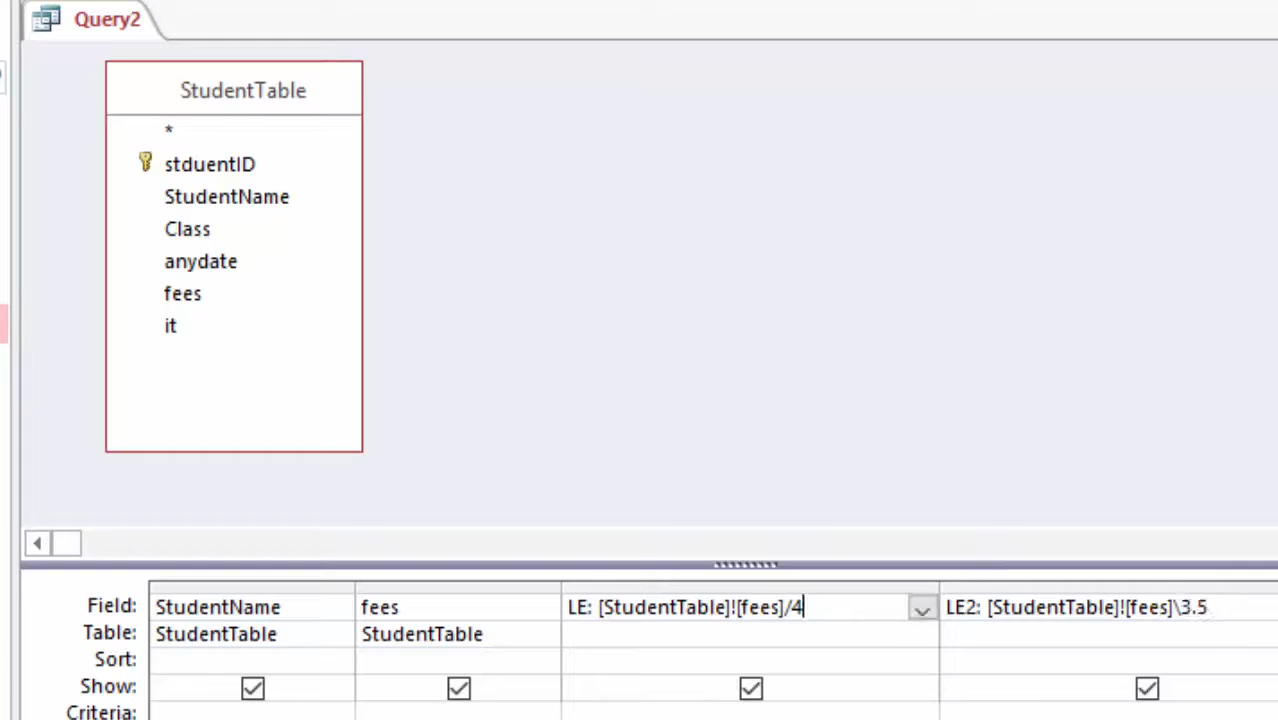 Query2
StudentTable
*
stduentID
StudentName
Class
anydate
fees
it
Field: StudentName fees LE: [StudentTable]![fees]/4 LE2: [StudentTable]![fees]\3.5
Table: StudentTable StudentTable
Sort:
Show:
Criteria: